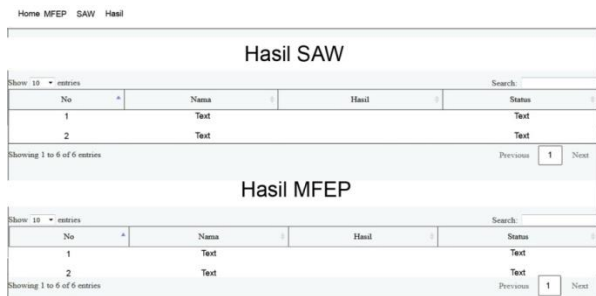 Home MFEP SAW Hasil
Hasil SAW
Show 10 entries Search:
No Nama Hasil Status
1 Text Text
2 Text Text
Showing 1 to 6 of 6 entries Previous 1 Next
Hasil MFEP
Show 10 entries Search:
No Nama Hasil Status
1 Text Text
2 Text Text
Showing 1 to 6 of 6 entries Previous 1 Next